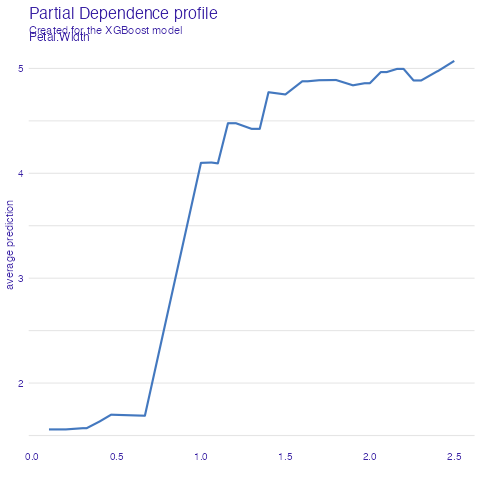 Partial Dependence profile
Created for the XGBoost model
Petal.Width
5
4
3
2
average prediction
0.0 0.5 1.0 1.5 2.0 2.5